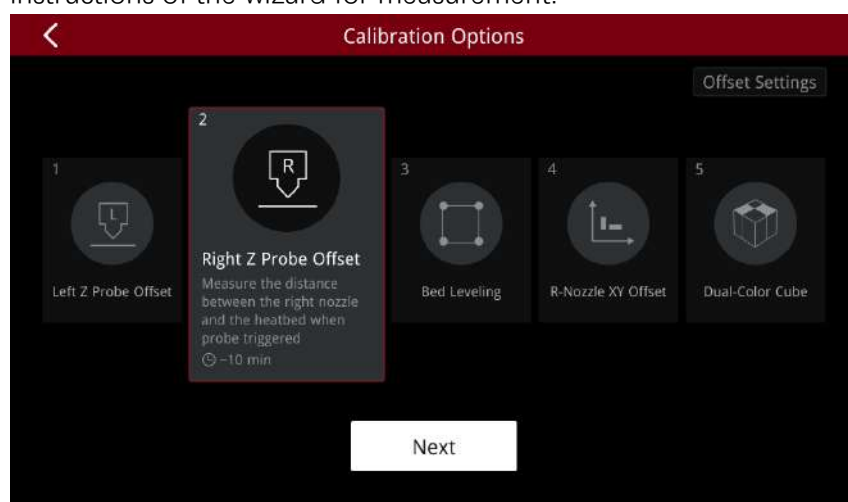 instructions of the wizard for measurement.
Calibration Options
Offset Settings
1
L
Left Z Probe Offset
2
R
Right Z Probe Offset
Measure the distance
between the right nozzle
and the heatbed when
probe triggered
~10 min
3
Bed Leveling
4
R-Nozzle XY Offset
5
Dual-Color Cube
Next